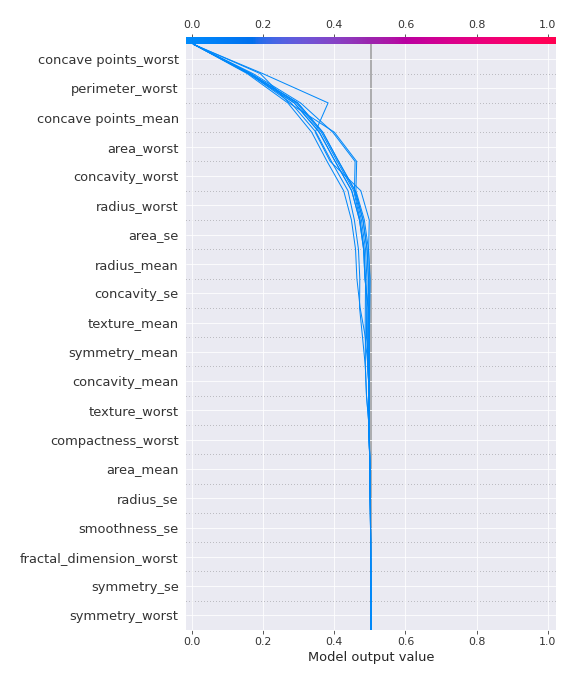 0.0 0.2 0.4 0.6 0.8 1.0
concave points_worst
perimeter_worst
concave points_mean
area_worst
concavity_worst
radius_worst
area_se
radius_mean
concavity_se
texture_mean
symmetry_mean
concavity_mean
texture_worst
compactness_worst
area_mean
radius_se
smoothness_se
fractal_dimension_worst
symmetry_se
symmetry_worst
0.0 0.2 0.4 0.6 0.8 1.0
Model output value